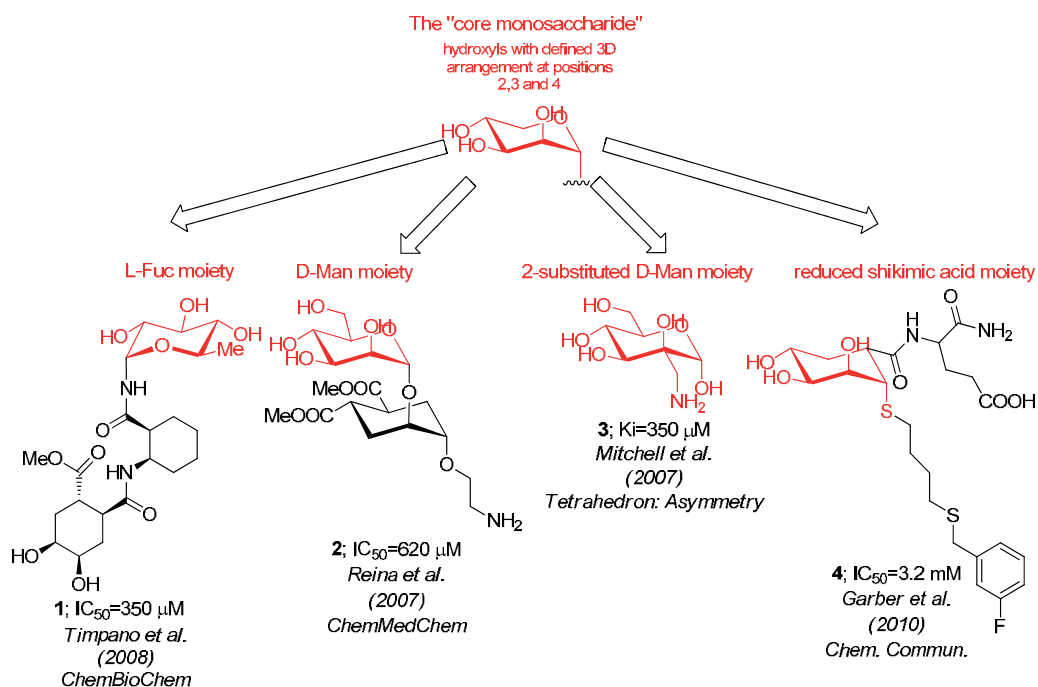 The "core monosaccharide"
hydroxyls with defined 3D
arrangement at positions
2,3 and 4
OH
HO
O
HO
L-Fuc moiety
D-Man moiety
2-substituted D-Man moiety
reduced shikimic acid moiety
OH
HO
OH
O
Me
NH
O
MeO
O
N
H
O
HO
OH
1; IC50=350 μM
Timpano et al.
(2008)
ChemBioChem
HO
OH
HO
O
HO
MeOOC
O
MeOOC
O
NH2
2; IC50=620 μM
Reina et al.
(2007)
ChemMedChem
HO
OH
HO
O
HO
OH
NH2
3; Ki=350 μM
Mitchell et al.
(2007)
Tetrahedron: Asymmetry
O
H
N
NH2
OH
HO
HO
O
COOH
S
S
F
4; IC50=3.2 mM
Garber et al.
(2010)
Chem. Commun.